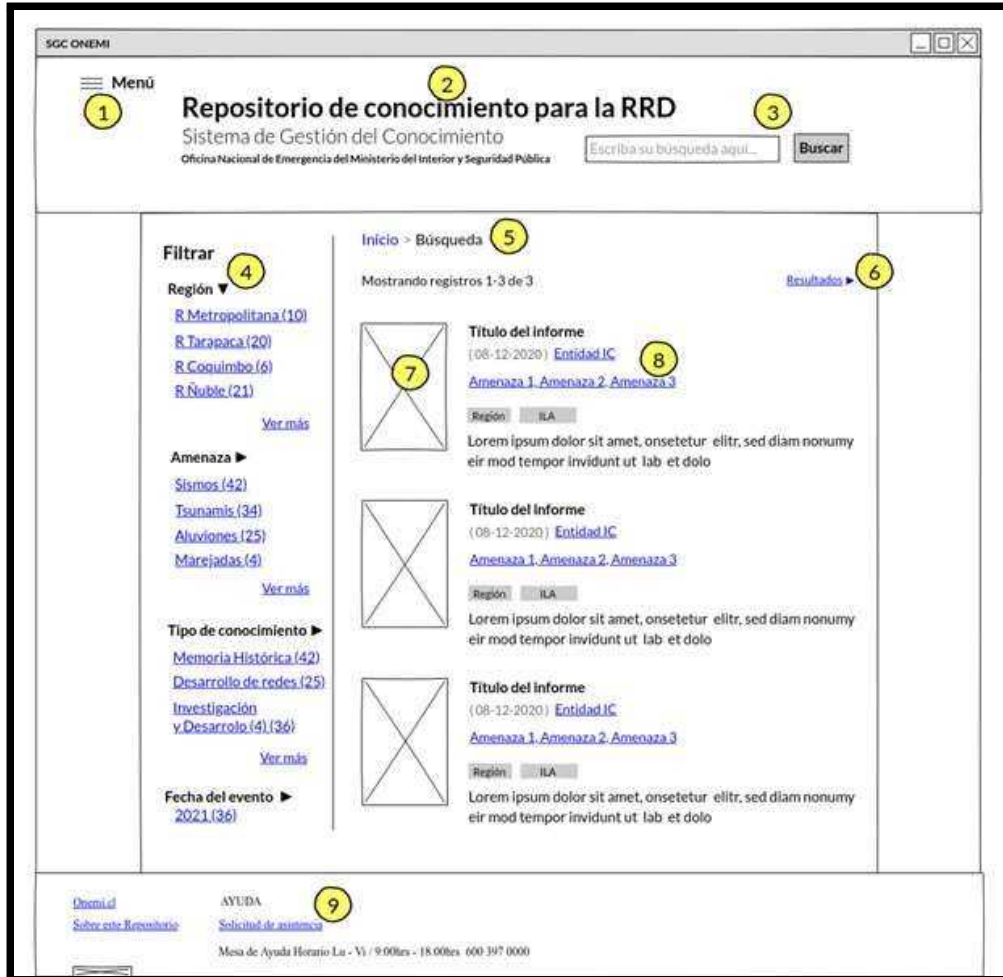 SGC ONEMI
Menú
1
2
Repositorio de conocimiento para la RRD
Sistema de Gestión del Conocimiento
Oficina Nacional de Emergencia del Ministerio del Interior y Seguridad Pública
3
Escriba su búsqueda aquí...
Buscar
Filtrar
4
Región ▼
R Metropolitana (10)
R Tarapaca (20)
R Coquimbo (6)
R Ñuble (21)
Ver más
Amenaza ►
Sismos (42)
Tsunamis (34)
Aluviones (25)
Marejadas (4)
Ver más
Tipo de conocimiento ►
Memoria Histórica (42)
Desarrollo de redes (25)
Investigación
y Desarrolo (4) (36)
Ver más
Fecha del evento ►
2021 (36)
Inicio > Búsqueda
5
Mostrando registros 1-3 de 3
Resultados ►
6
7
Título del informe
(08-12-2020) Entidad IC
8
Amenaza 1, Amenaza 2, Amenaza 3
Región ILA
Lorem ipsum dolor sit amet, onsetetur elitr, sed diam nonumy
eir mod tempor invidunt ut lab et dolo
Título del informe
(08-12-2020) Entidad IC
Amenaza 1, Amenaza 2, Amenaza 3
Región ILA
Lorem ipsum dolor sit amet, onsetetur elitr, sed diam nonumy
eir mod tempor invidunt ut lab et dolo
Título del informe
(08-12-2020) Entidad IC
Amenaza 1, Amenaza 2, Amenaza 3
Región ILA
Lorem ipsum dolor sit amet, onsetetur elitr, sed diam nonumy
eir mod tempor invidunt ut lab et dolo
Onemi.cl
Sobre este Repositorio
AYUDA
9
Solicitud de asistencia
Mesa de Ayuda Horario Lu - Vi / 9:00hrs - 18:00hrs 600 397 0000